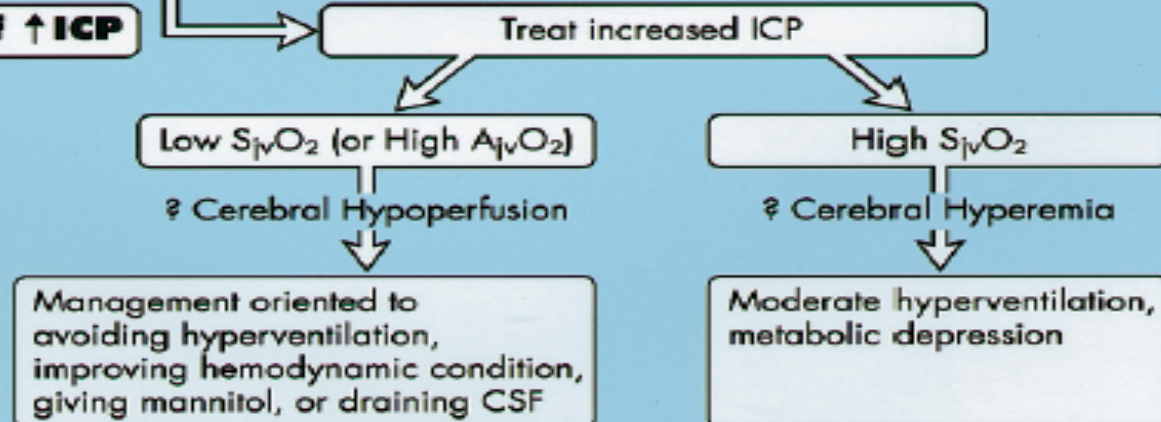 ↑ ICP
Treat increased ICP
Low SjvO2 (or High AjvO2)
High SjvO2
? Cerebral Hypoperfusion
? Cerebral Hyperemia
Management oriented to
avoiding hyperventilation,
improving hemodynamic condition,
giving mannitol, or draining CSF
Moderate hyperventilation,
metabolic depression